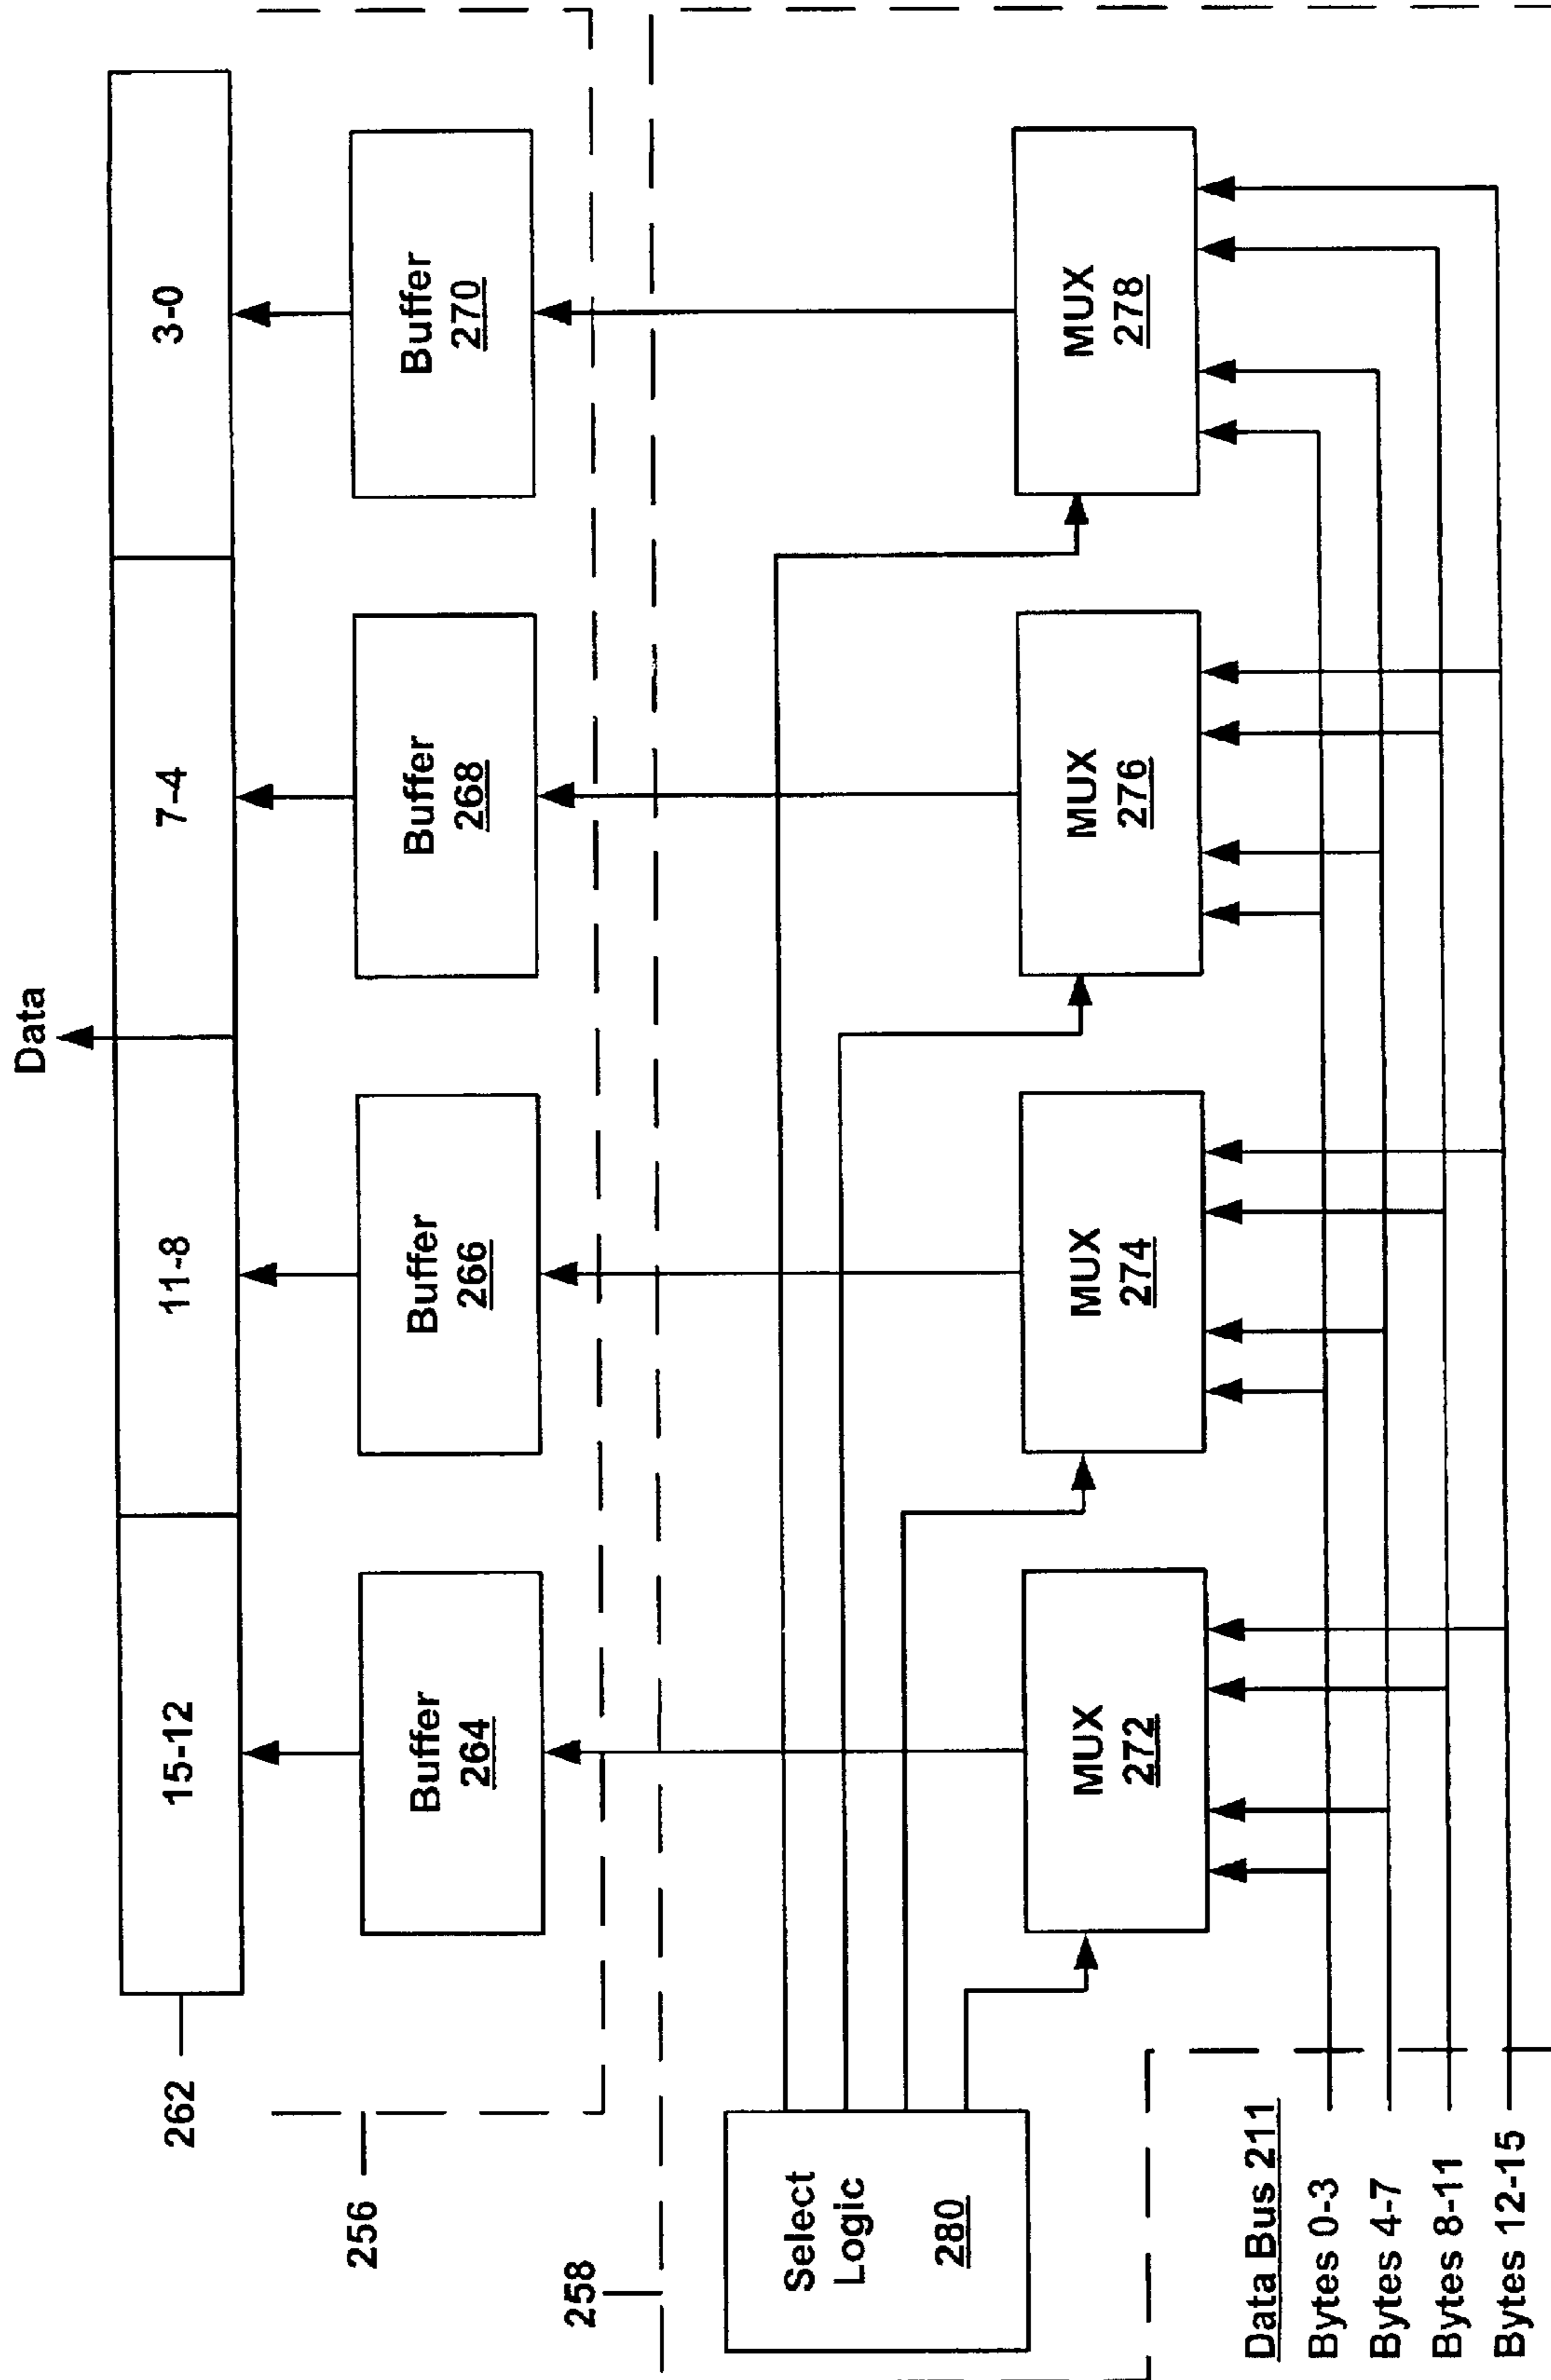 Data
262
15-12
11-8
7-4
3-0
256
Buffer
264
Buffer
266
Buffer
268
Buffer
270
258
Select
Logic
280
MUX
272
MUX
274
MUX
276
MUX
278
Data Bus 211
Bytes 0-3
Bytes 4-7
Bytes 8-11
Bytes 12-15